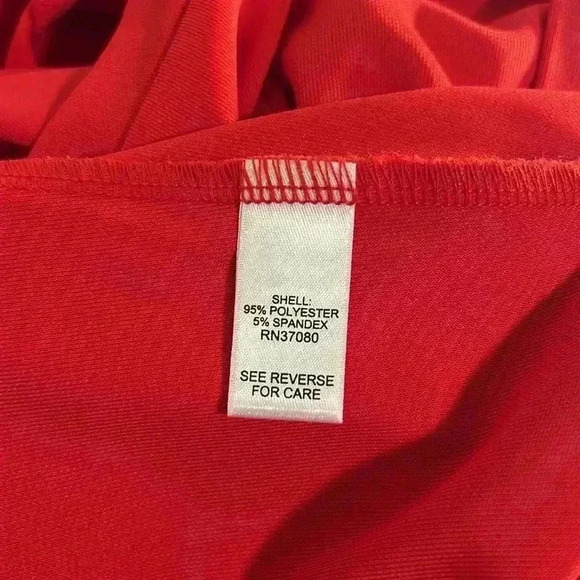 SHELL:
95% POLYESTER
5% SPANDEX
RN37080
SEE REVERSE
FOR CARE